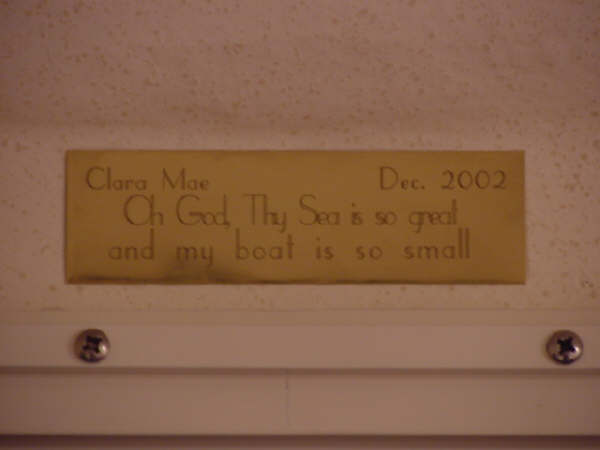 Clara Mae Dec. 2002
Oh God, Thy Sea is so great
and my boat is so small